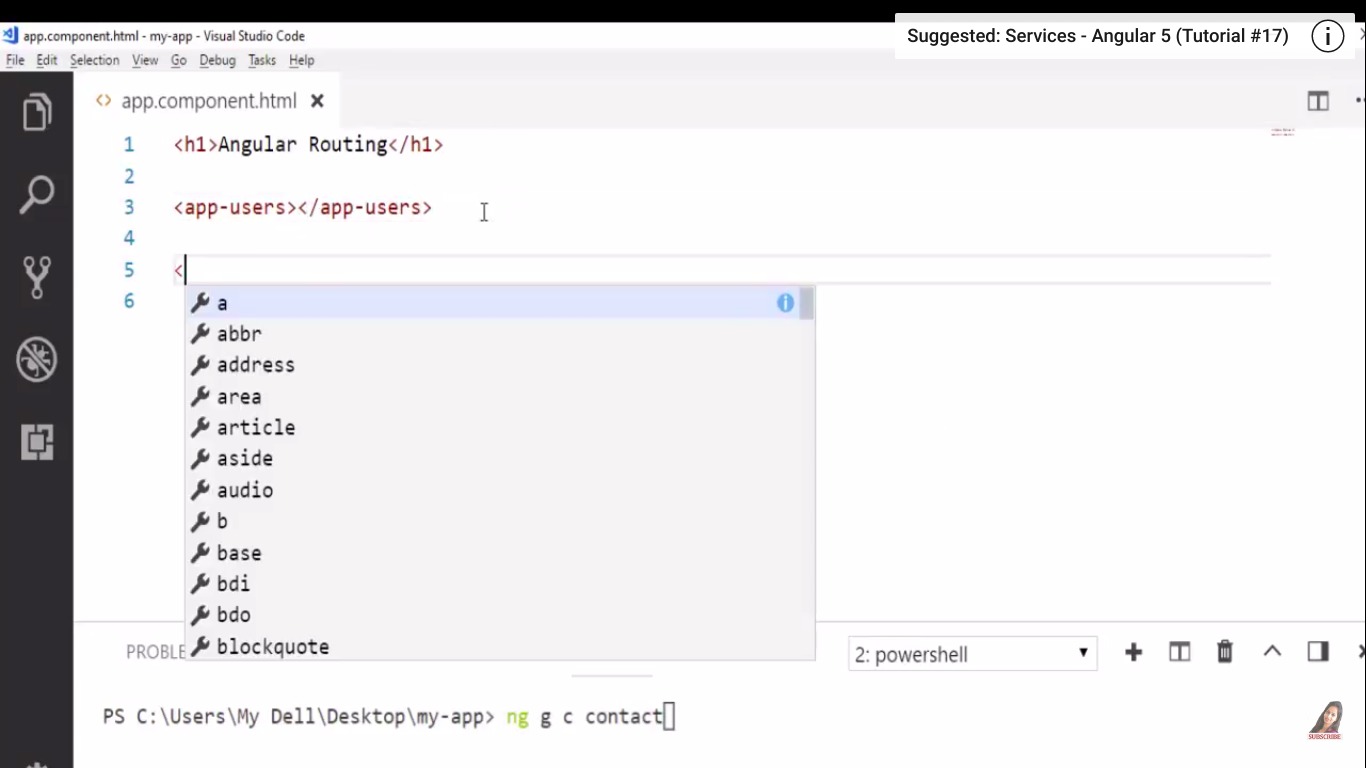 app.component.html - my-app - Visual Studio Code
Suggested: Services - Angular 5 (Tutorial #17)
File Edit Selection View Go Debug Tasks Help
app.component.html
1 <h1>Angular Routing</h1>
2
3 <app-users></app-users>
4
5 <
6
a
abbr
address
area
article
aside
audio
b
base
bdi
bdo
blockquote
PROBLE
2: powershell
PS C:\Users\My Dell\Desktop\my-app> ng g c contact
SUBSCRIBE